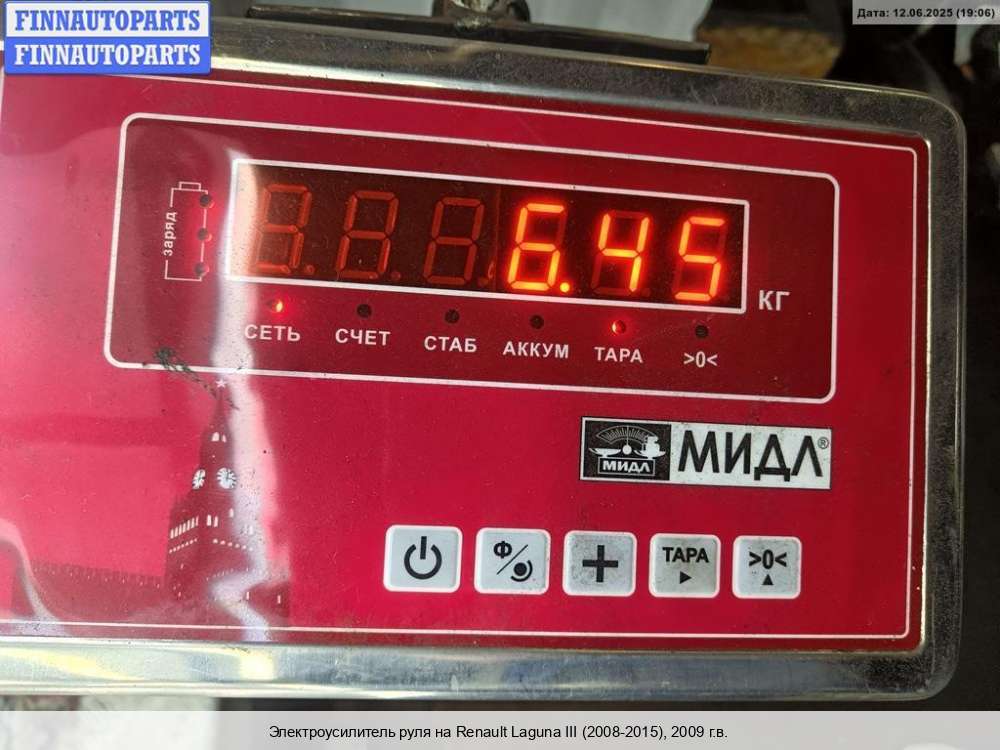 FINNAUTOPARTS
FINNAUTOPARTS
Дата: 12.06.2025 (19:06)
заряд
6.45
КГ
СЕТЬ СЧЕТ СТАБ АККУМ ТАРА >0<
МИДЛ МИДЛ®
Ф ТАРА >0<
Электроусилитель руля на Renault Laguna III (2008-2015), 2009 г.в.